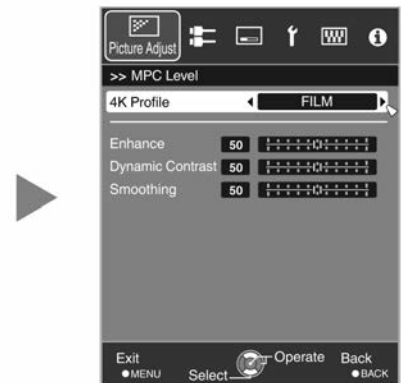 Picture Adjust
>> MPC Level
4K Profile FILM
Enhance 50
Dynamic Contrast 50
Smoothing 50
Exit Operate Back
MENU Select BACK